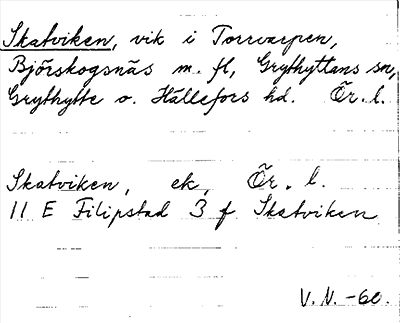 Skatviken, vik i Torrvarpen,
Björskogsnäs m. fl, Grythyttans sn,
Grythytte o. Hällefors hd. Ör. l.
Skatviken, ek, Ör. l.
11 E Filipstad 3 f Skatviken
V. N. -60.